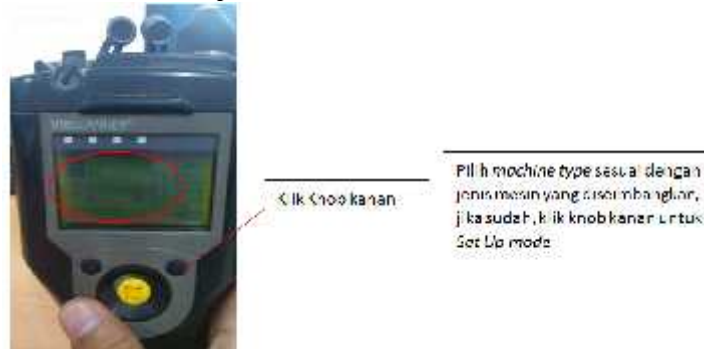 Klik Knob kanan
Pilih machine type sesuai dengan
jenis mesin yang diseimbangkan,
jika sudah, klik knob kanan untuk
Set Up mode